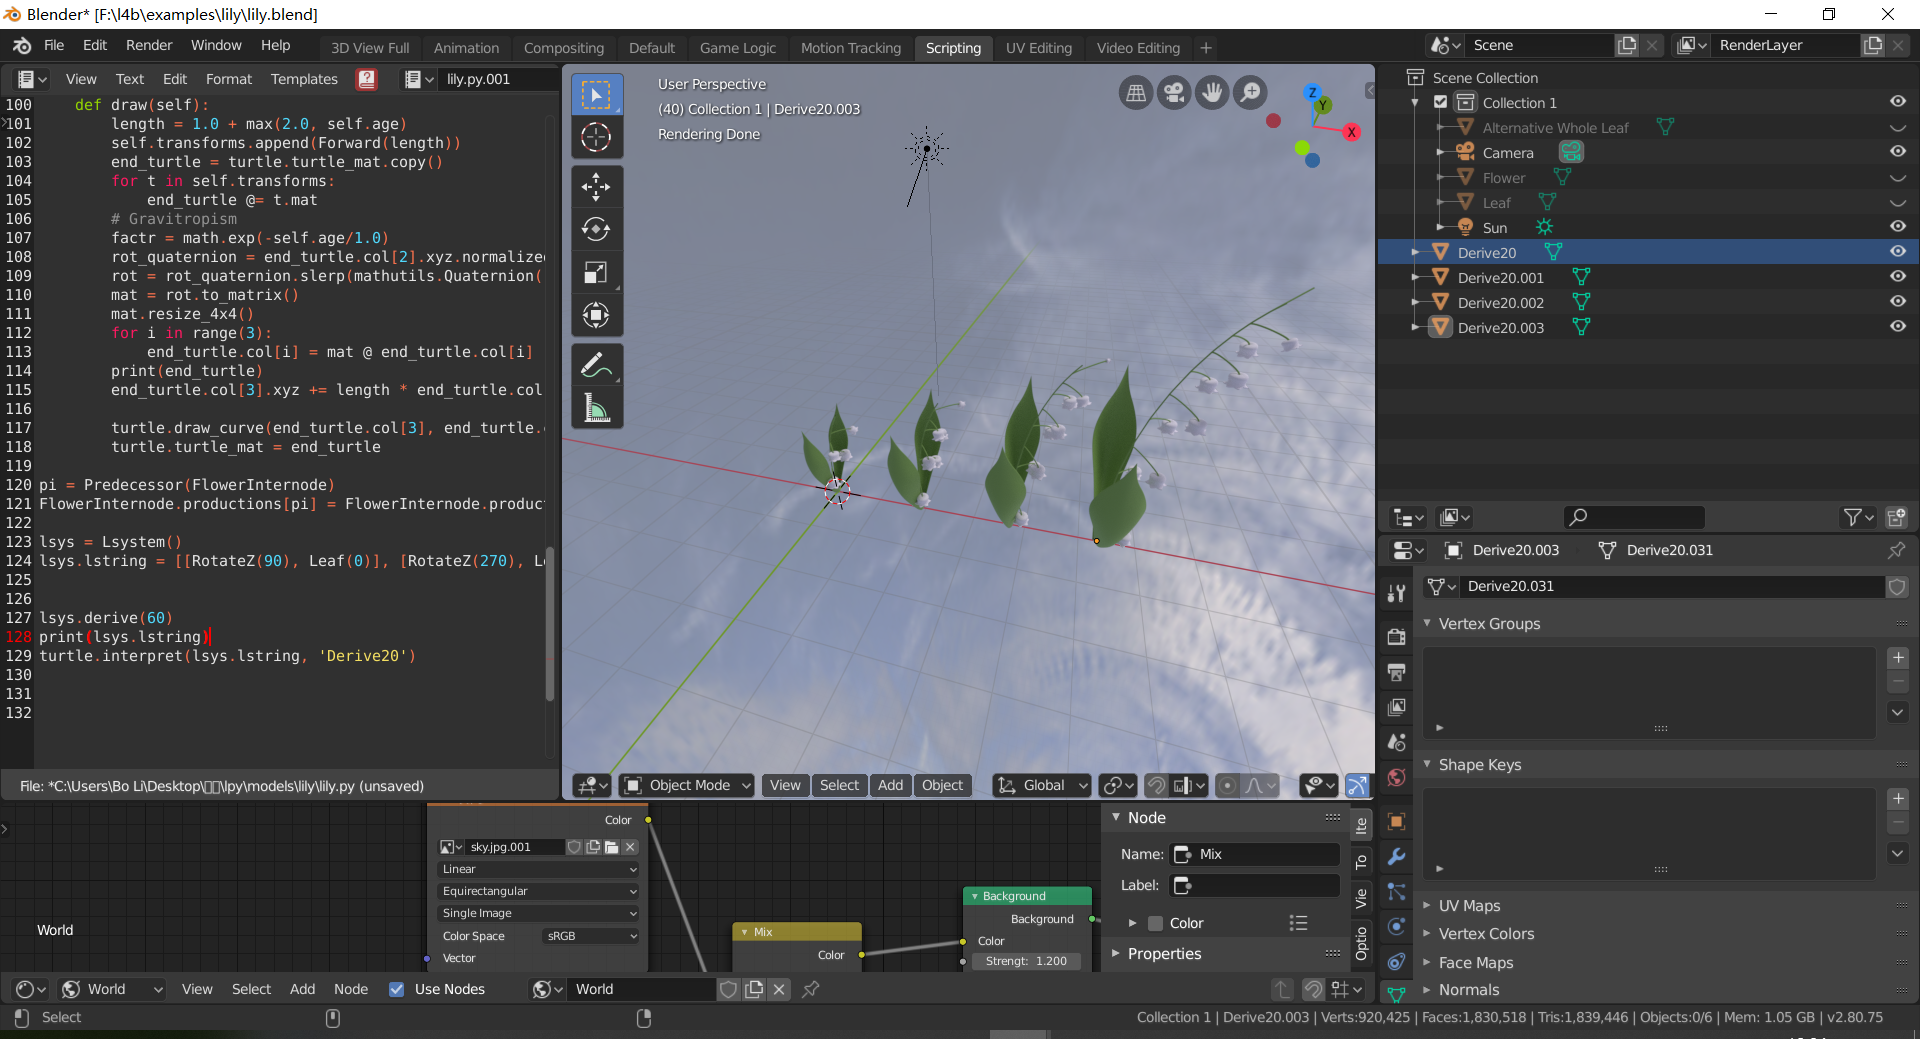 Blender* [F:\l4b\examples\lily\lily.blend]
File Edit Render Window Help
3D View Full Animation Compositing Default Game Logic Motion Tracking Scripting UV Editing Video Editing +
Scene
RenderLayer
View Text Edit Format Templates
lily.py.001
100 def draw(self):
101 length = 1.0 + max(2.0, self.age)
102 self.transforms.append(Forward(length))
103 end_turtle = turtle.turtle_mat.copy()
104 for t in self.transforms:
105 end_turtle @= t.mat
106 # Gravitropism
107 factr = math.exp(-self.age/1.0)
108 rot_quaternion = end_turtle.col[2].xyz.normalize
109 rot = rot_quaternion.slerp(mathutils.Quaternion(
110 mat = rot.to_matrix()
111 mat.resize_4x4()
112 for i in range(3):
113 end_turtle.col[i] = mat @ end_turtle.col[i]
114 print(end_turtle)
115 end_turtle.col[3].xyz += length * end_turtle.col
116
117 turtle.draw_curve(end_turtle.col[3], end_turtle.
118 turtle.turtle_mat = end_turtle
119
120 pi = Predecessor(FlowerInternode)
121 FlowerInternode.productions[pi] = FlowerInternode.produc
122
123 lsys = Lsystem()
124 lsys.lstring = [[RotateZ(90), Leaf(0)], [RotateZ(270), L
125
126
127 lsys.derive(60)
128 print(lsys.lstring)
129 turtle.interpret(lsys.lstring, 'Derive20')
130
131
132
File: *C:\Users\Bo Li\Desktop\▯▯\lpy\models\lily\lily.py (unsaved)
User Perspective
(40) Collection 1 | Derive20.003
Rendering Done
Z
Y
X
Object Mode View Select Add Object Global
Scene Collection
Collection 1
Alternative Whole Leaf
Camera
Flower
Leaf
Sun
Derive20
Derive20.001
Derive20.002
Derive20.003
Derive20.003 Derive20.031
Derive20.031
Vertex Groups
Shape Keys
UV Maps
Vertex Colors
Face Maps
Normals
Color
sky.jpg.001
Linear
Equirectangular
Single Image
Color Space sRGB
Vector
World
Mix
Color
Background
Background
Color
Strengt: 1.200
Node
Name: Mix
Label:
Color
Properties
Ite
To
Vie
Optio
World View Select Add Node Use Nodes World
Select
Collection 1 | Derive20.003 | Verts:920,425 | Faces:1,830,518 | Tris:1,839,446 | Objects:0/6 | Mem: 1.05 GB | v2.80.75